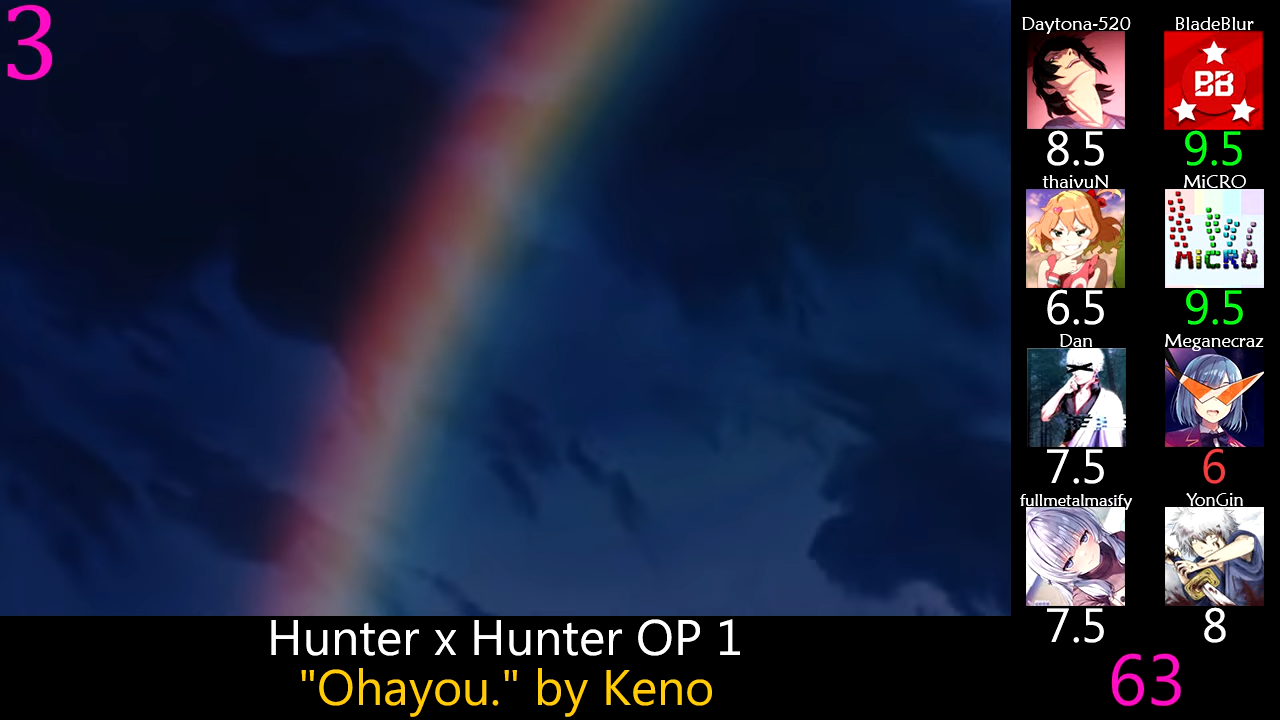 3
Daytona-520 BladeBlur
BB
8.5 9.5
thaivuN MiCRO
MiCRO
6.5 9.5
Dan Meganecraz
7.5 6
fullmetalmasify YonGin
7.5 8
Hunter x Hunter OP 1
"Ohayou." by Keno
63